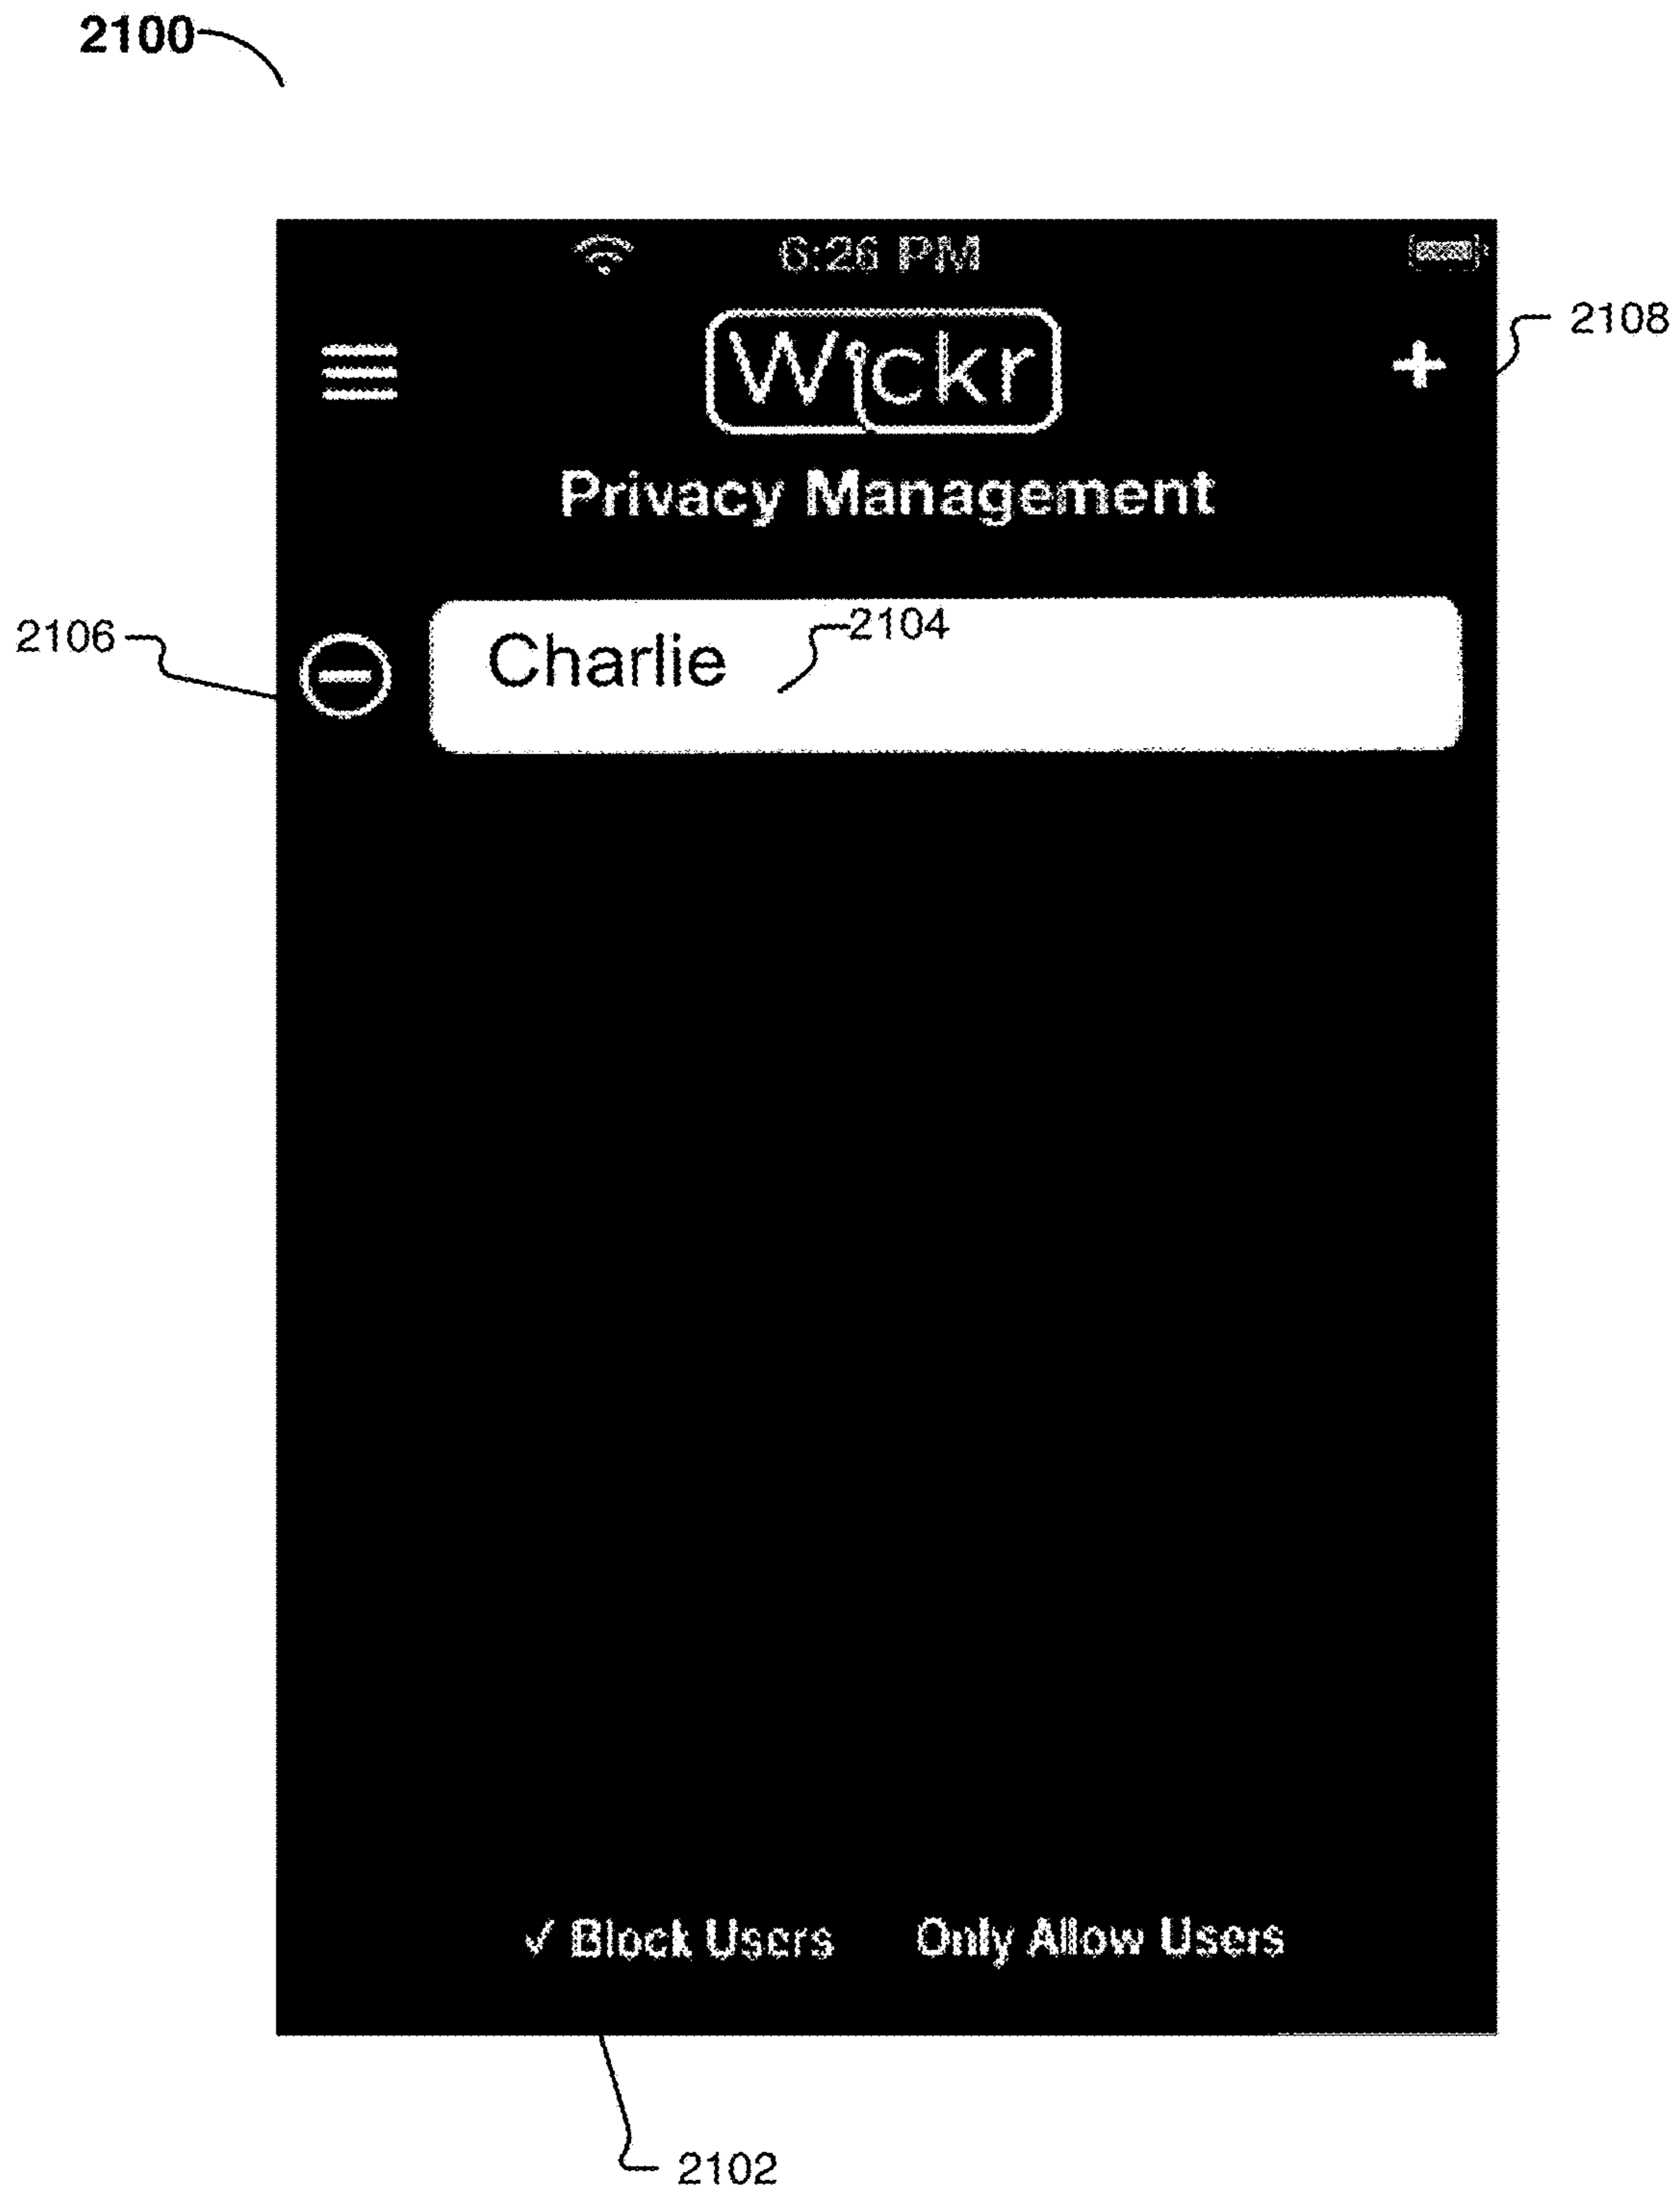 2100
6:26 PM
2108
Wickr
Privacy Management
2106
Charlie
2104
✓ Block Users Only Allow Users
2102